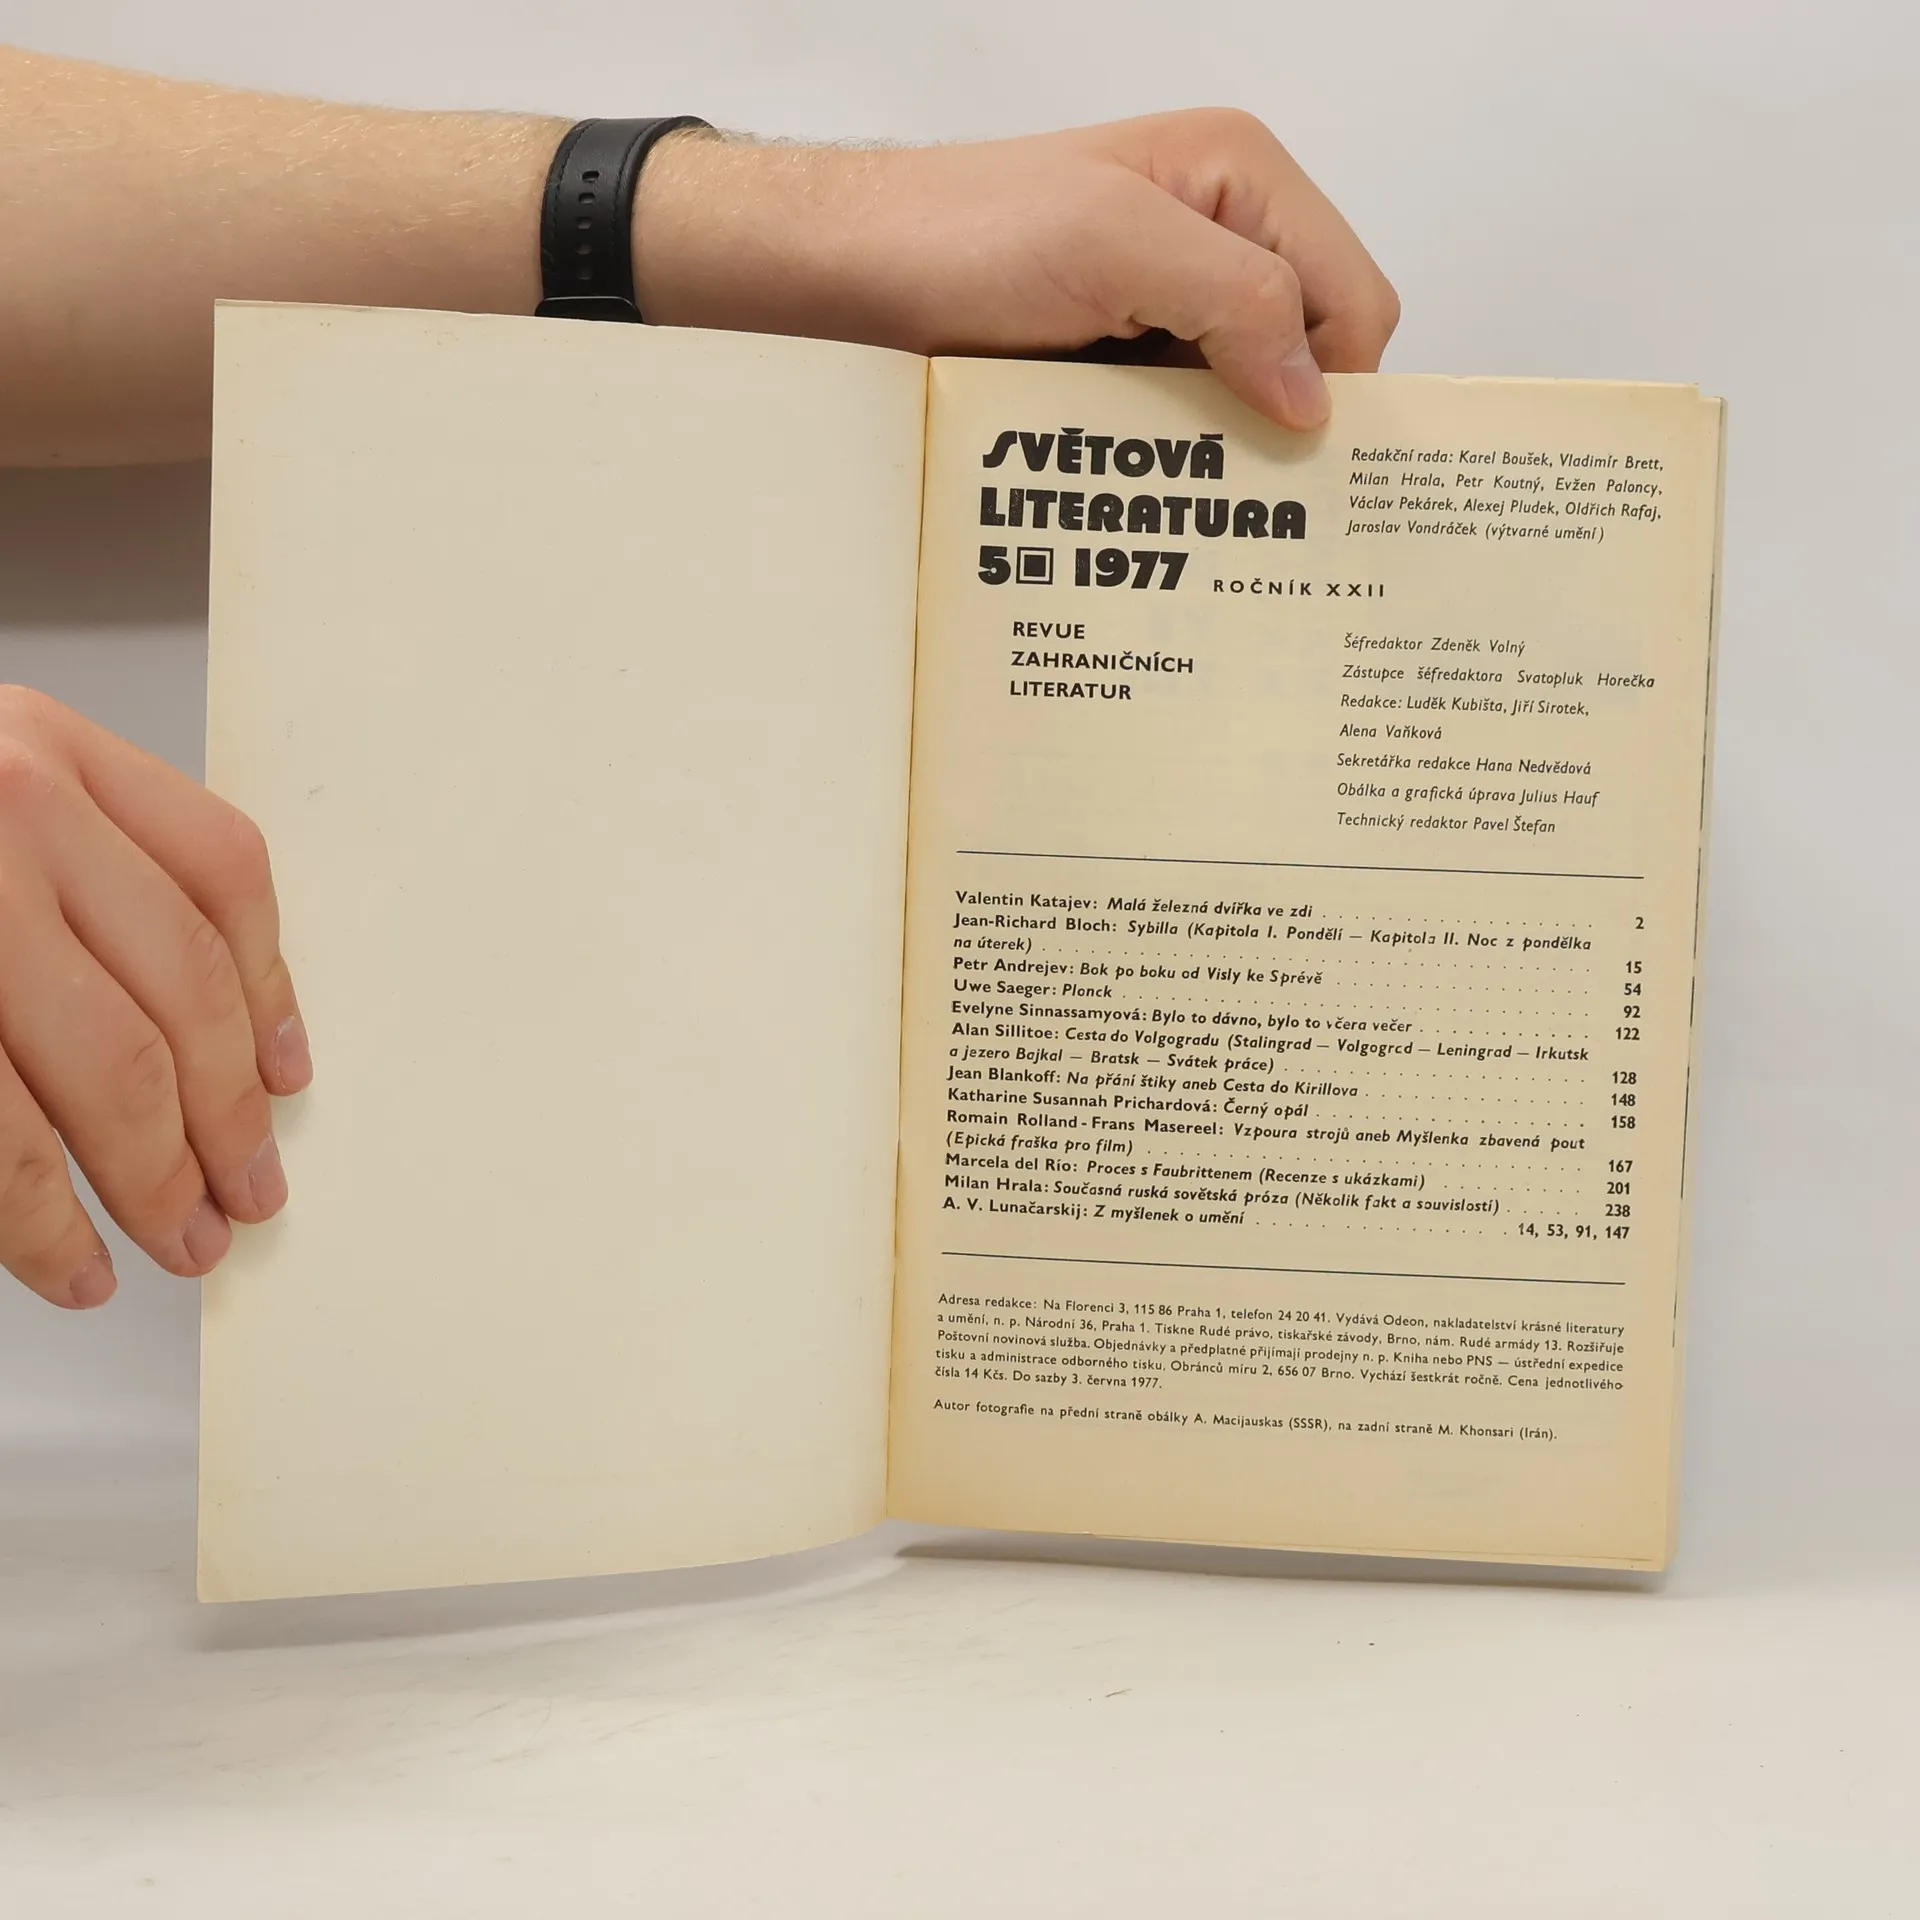 SVĚTOVÁ
LITERATURA
5 1977 ROČNÍK XXII
REVUE
ZAHRANIČNÍCH
LITERATUR
Redakční rada: Karel Boušek, Vladimír Brett,
Milan Hrala, Petr Koutný, Evžen Paloncy,
Václav Pekárek, Alexej Pludek, Oldřich Rafaj,
Jaroslav Vondráček (výtvarné umění)
Šéfredaktor Zdeněk Volný
Zástupce šéfredaktora Svatopluk Horečka
Redakce: Luděk Kubišta, Jiří Sirotek,
Alena Vaňková
Sekretářka redakce Hana Nedvědová
Obálka a grafická úprava Julius Hauf
Technický redaktor Pavel Štefan
Valentin Katajev: Malá železná dvířka ve zdi . . . . . . . . . . . . . . . . 2
Jean-Richard Bloch: Sybilla (Kapitola I. Pondělí — Kapitola II. Noc z pondělka
na úterek) . . . . . . . . . . . . . . . . . . . . . . . . . . . . . . 15
Petr Andrejev: Bok po boku od Visly ke Sprévě . . . . . . . . . . . . . . 54
Uwe Saeger: Plonck . . . . . . . . . . . . . . . . . . . . . . . . . . 92
Evelyne Sinnassamyová: Bylo to dávno, bylo to včera večer . . . . . . . . . . 122
Alan Sillitoe: Cesta do Volgogradu (Stalingrad — Volgograd — Leningrad — Irkutsk
a jezero Bajkal — Bratsk — Svátek práce) . . . . . . . . . . . . . . . . . 128
Jean Blankoff: Na přání štiky aneb Cesta do Kirillova . . . . . . . . . . . . 148
Katharine Susannah Prichardová: Černý opál . . . . . . . . . . . . . . . 158
Romain Rolland - Frans Masereel: Vzpoura strojů aneb Myšlenka zbavená pout
(Epická fraška pro film) . . . . . . . . . . . . . . . . . . . . . . . . 167
Marcela del Río: Proces s Faubrittenem (Recenze s ukázkami) . . . . . . . . . 201
Milan Hrala: Současná ruská sovětská próza (Několik fakt a souvislostí) . . . . . 238
A. V. Lunačarskij: Z myšlenek o umění . . . . . . . . . . . . . 14, 53, 91, 147
Adresa redakce: Na Florenci 3, 115 86 Praha 1, telefon 24 20 41. Vydává Odeon, nakladatelství krásné literatury
a umění, n. p. Národní 36, Praha 1. Tiskne Rudé právo, tiskařské závody, Brno, nám. Rudé armády 13. Rozšiřuje
Poštovní novinová služba. Objednávky a předplatné přijímají prodejny n. p. Kniha nebo PNS — ústřední expedice
tisku a administrace odborného tisku, Obránců míru 2, 656 07 Brno. Vychází šestkrát ročně. Cena jednotlivého
čísla 14 Kčs. Do sazby 3. června 1977.
Autor fotografie na přední straně obálky A. Macijauskas (SSSR), na zadní straně M. Khonsari (Irán).